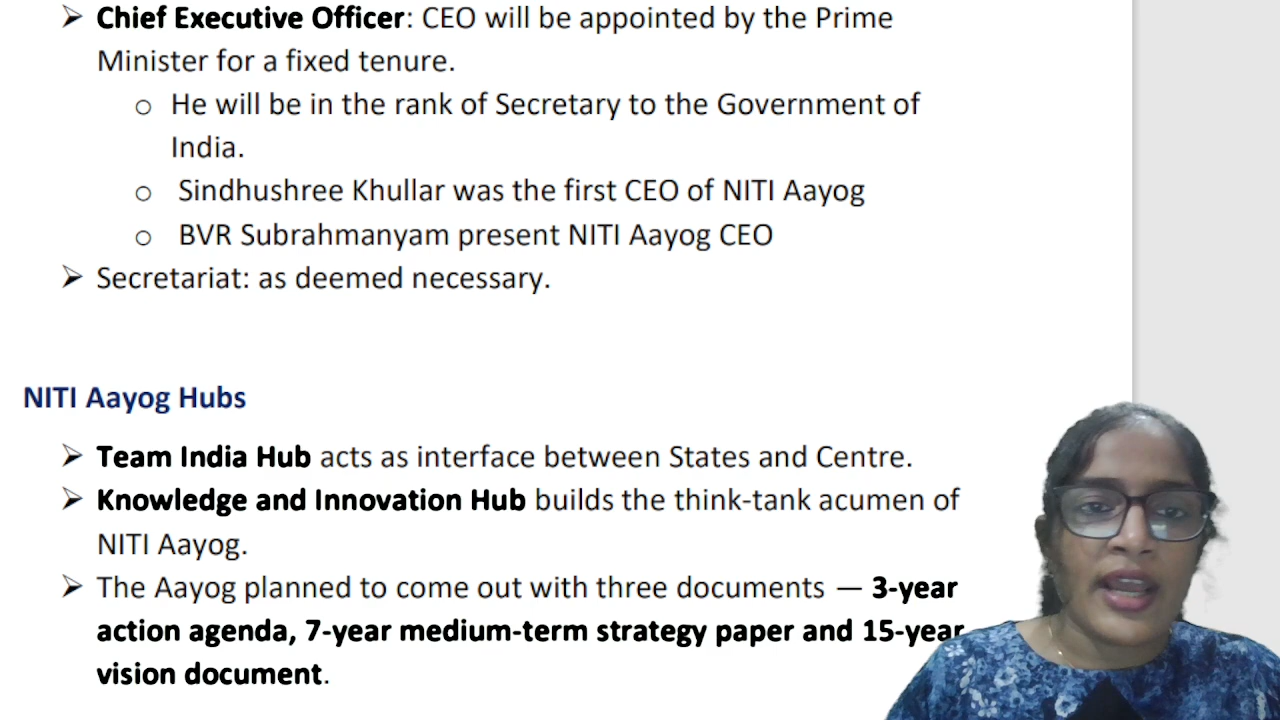 ➢ Chief Executive Officer: CEO will be appointed by the Prime
Minister for a fixed tenure.
o He will be in the rank of Secretary to the Government of
India.
o Sindhushree Khullar was the first CEO of NITI Aayog
o BVR Subrahmanyam present NITI Aayog CEO
➢ Secretariat: as deemed necessary.
NITI Aayog Hubs
➢ Team India Hub acts as interface between States and Centre.
➢ Knowledge and Innovation Hub builds the think-tank acumen of
NITI Aayog.
➢ The Aayog planned to come out with three documents — 3-year
action agenda, 7-year medium-term strategy paper and 15-year
vision document.